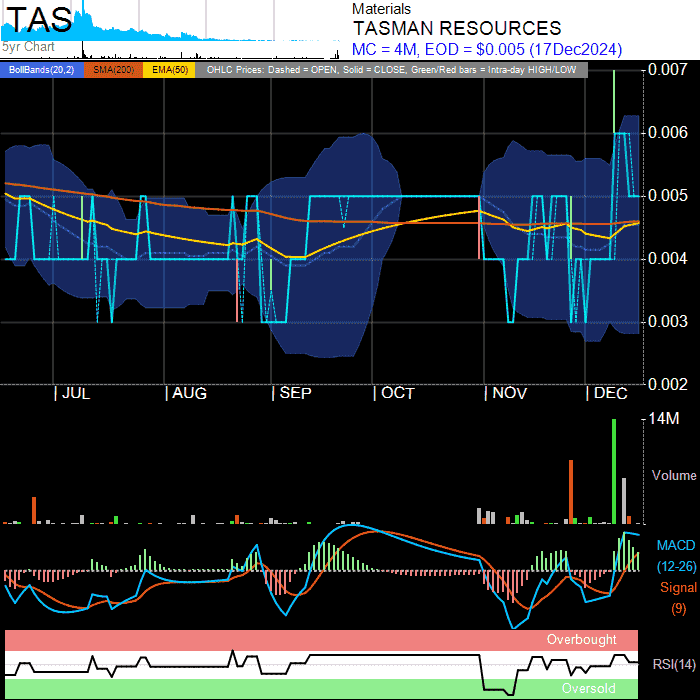 TAS
5yr Chart
Materials
TASMAN RESOURCES
MC = 4M, EOD = $0.005 (17Dec2024)
BollBands(20,2) SMA(200) EMA(50) OHLC Prices: Dashed = OPEN, Solid = CLOSE, Green/Red bars = Intra-day HIGH/LOW
0.007
0.006
0.005
0.004
0.003
0.002
| JUL | AUG | SEP | OCT | NOV | DEC
14M
Volume
MACD
(12-26)
Signal
(9)
Overbought
RSI(14)
Oversold